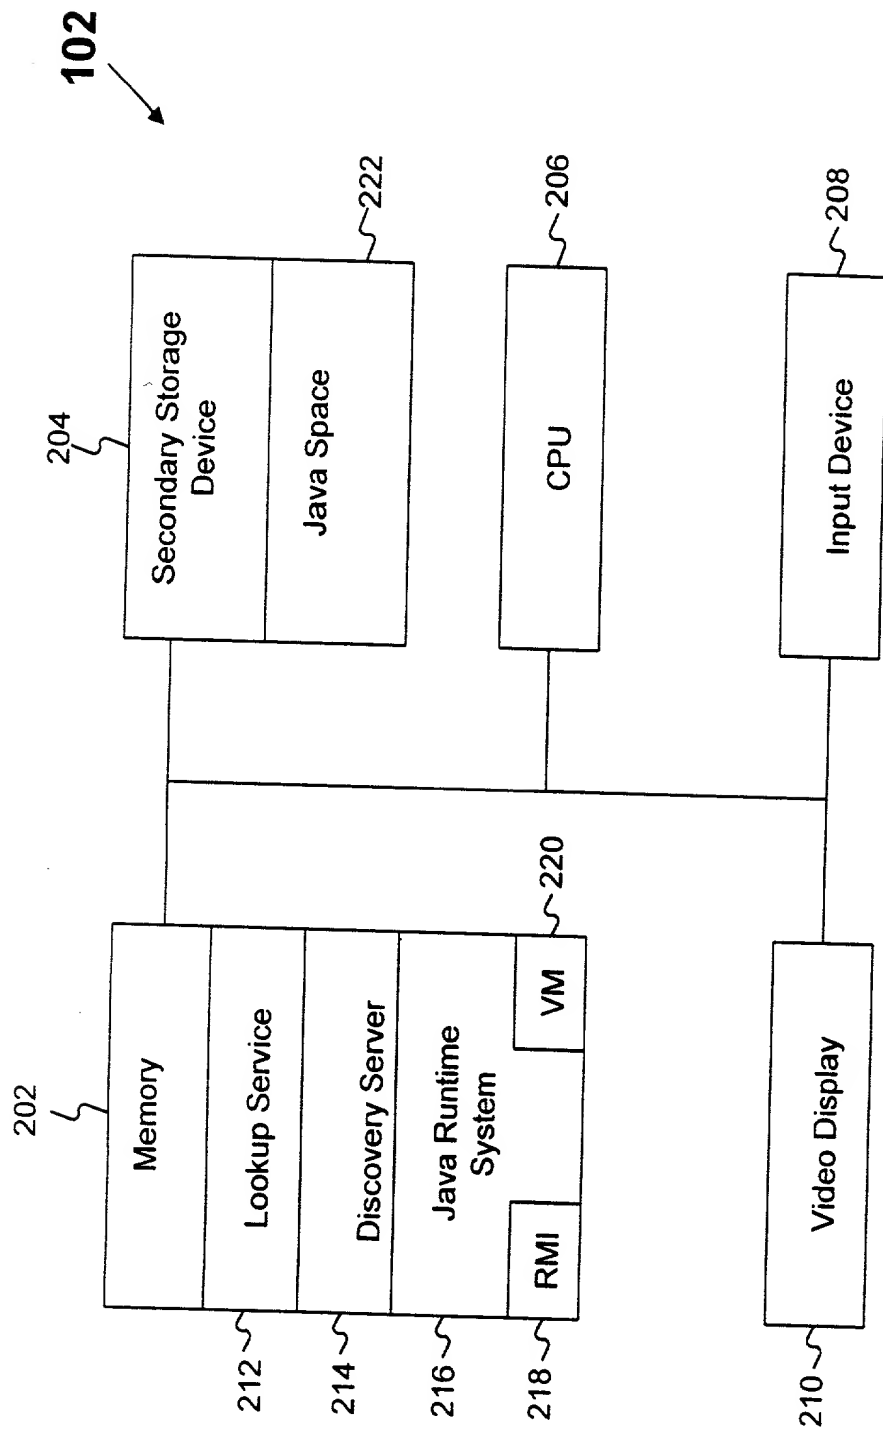 102
202
Memory
Lookup Service
Discovery Server
Java Runtime
System
RMI
VM
212
214
216
218
220
204
Secondary Storage
Device
Java Space
222
CPU
206
Video Display
210
Input Device
208